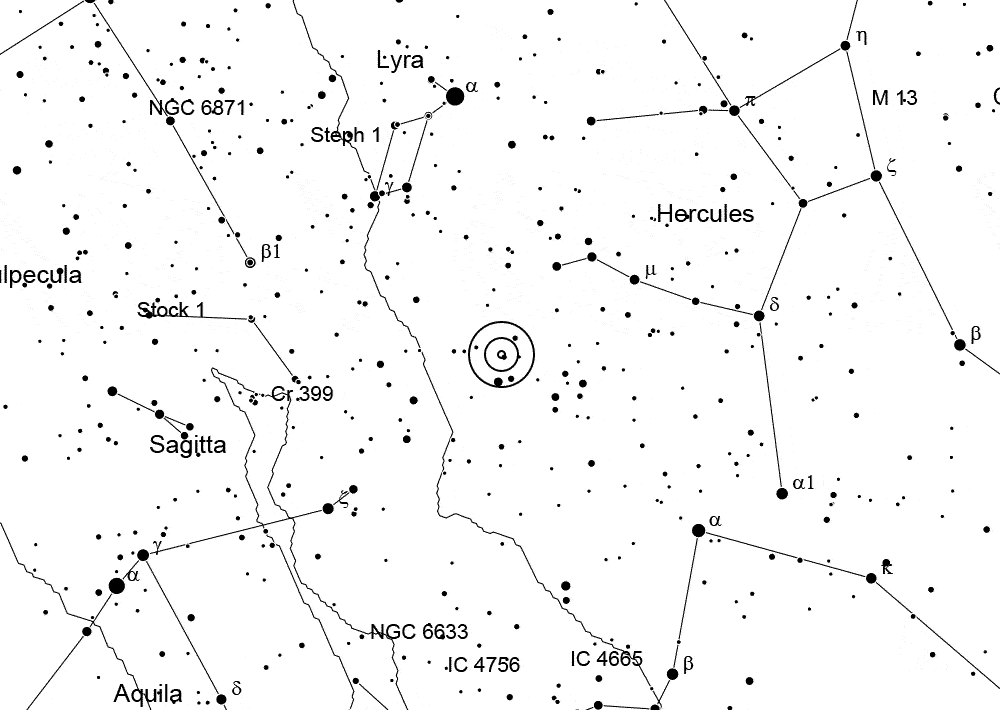 η
Lyra
α
M 13
NGC 6871
π
Steph 1
ζ
γ
Hercules
β1
μ
ulpecula
δ
Stock 1
β
Cr 399
Sagitta
α1
ζ
α
γ
κ
α
NGC 6633
IC 4665
IC 4756
β
Aquila
δ